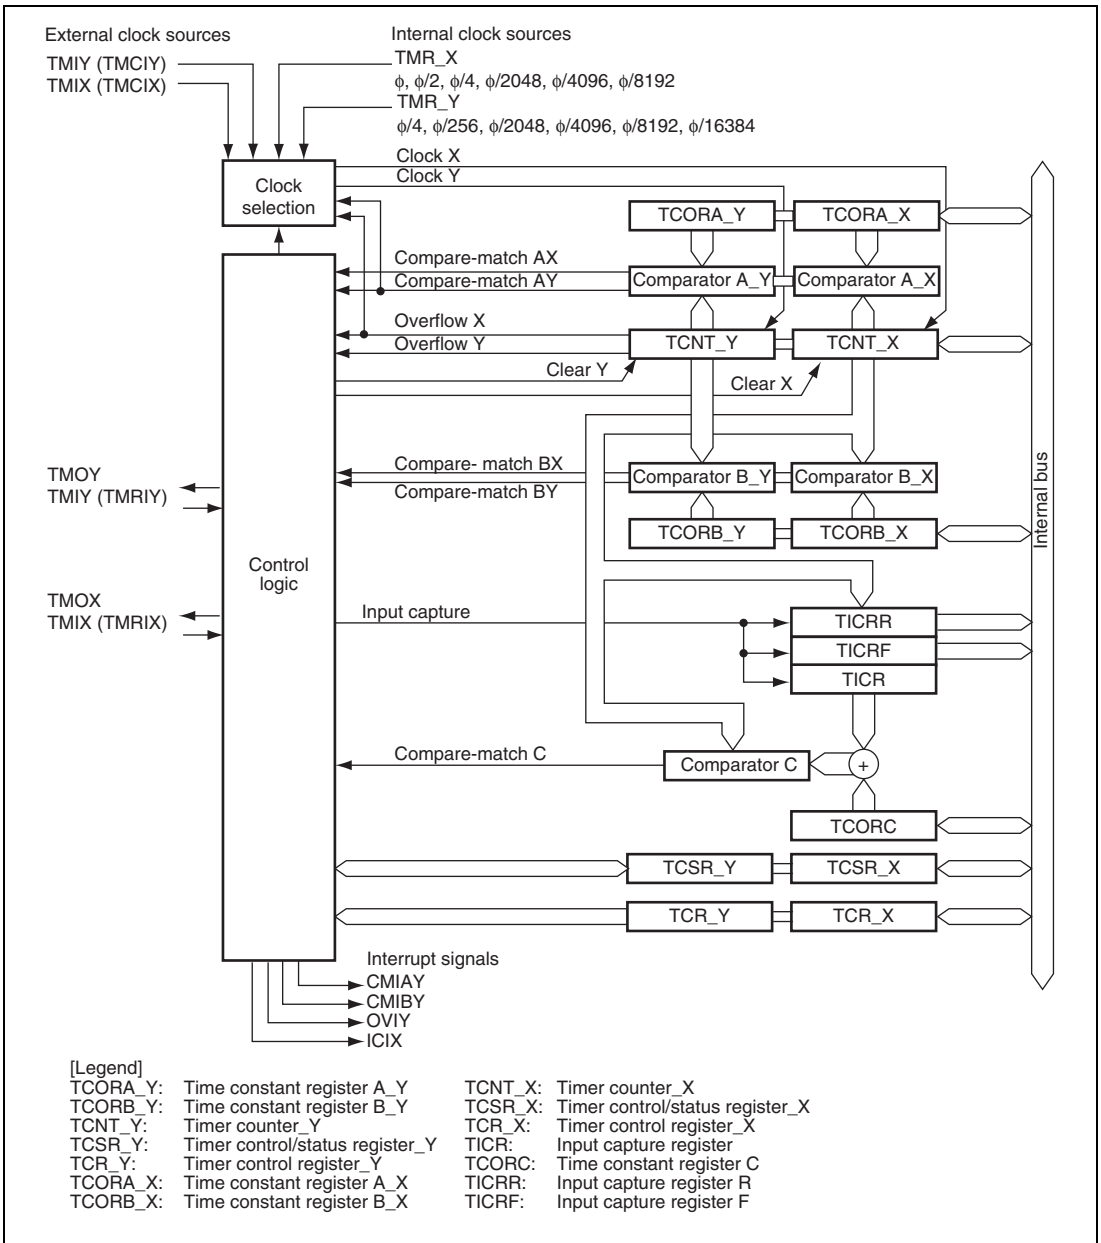 External clock sources
Internal clock sources
TMIY (TMCIY)
TMIX (TMCIX)
TMR_X
ϕ, ϕ/2, ϕ/4, ϕ/2048, ϕ/4096, ϕ/8192
TMR_Y
ϕ/4, ϕ/256, ϕ/2048, ϕ/4096, ϕ/8192, ϕ/16384
Clock X
Clock Y
Clock
selection
TCORA_Y
TCORA_X
Compare-match AX
Compare-match AY
Comparator A_Y
Comparator A_X
Overflow X
Overflow Y
TCNT_Y
TCNT_X
Clear Y
Clear X
Compare- match BX
Compare-match BY
Comparator B_Y
Comparator B_X
TCORB_Y
TCORB_X
Internal bus
TMOY
TMIY (TMRIY)
Control
logic
TMOX
TMIX (TMRIX)
Input capture
TICRR
TICRF
TICR
Compare-match C
Comparator C
+
TCORC
TCSR_Y
TCSR_X
TCR_Y
TCR_X
Interrupt signals
CMIAY
CMIBY
OVIY
ICIX
[Legend]
TCORA_Y: Time constant register A_Y
TCORB_Y: Time constant register B_Y
TCNT_Y: Timer counter_Y
TCSR_Y: Timer control/status register_Y
TCR_Y: Timer control register_Y
TCORA_X: Time constant register A_X
TCORB_X: Time constant register B_X
TCNT_X: Timer counter_X
TCSR_X: Timer control/status register_X
TCR_X: Timer control register_X
TICR: Input capture register
TCORC: Time constant register C
TICRR: Input capture register R
TICRF: Input capture register F